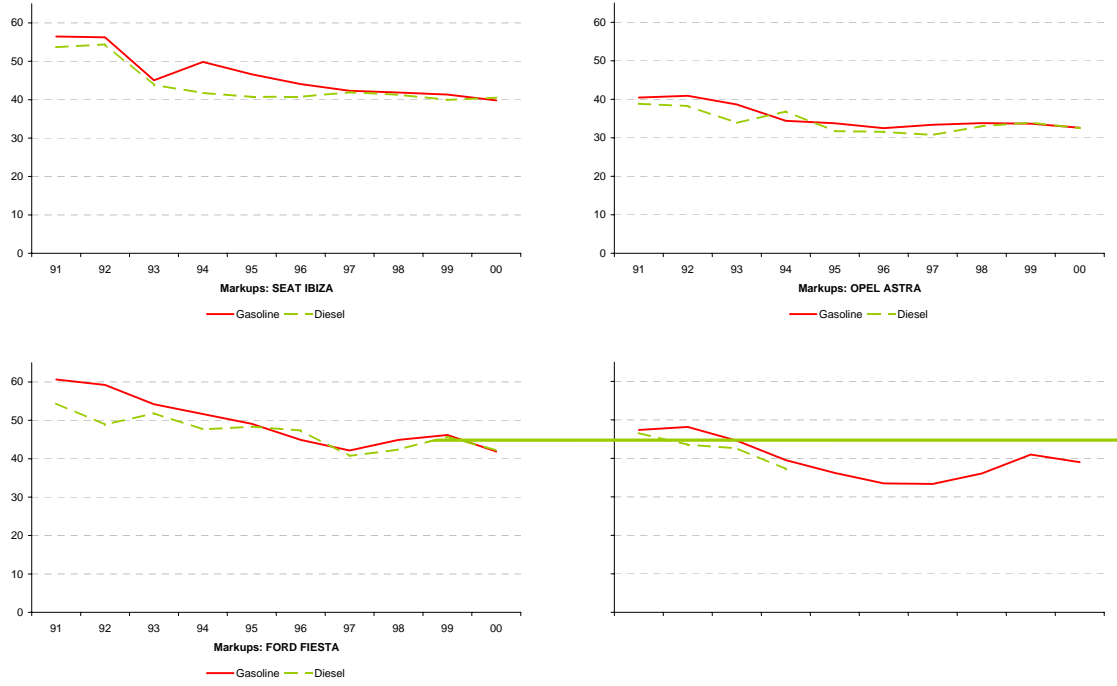 60
50
40
30
20
10
0
91 92 93 94 95 96 97 98 99 00
Markups: SEAT IBIZA
Gasoline Diesel
60
50
40
30
20
10
0
91 92 93 94 95 96 97 98 99 00
Markups: OPEL ASTRA
Gasoline Diesel
60
50
40
30
20
10
0
91 92 93 94 95 96 97 98 99 00
Markups: FORD FIESTA
Gasoline Diesel